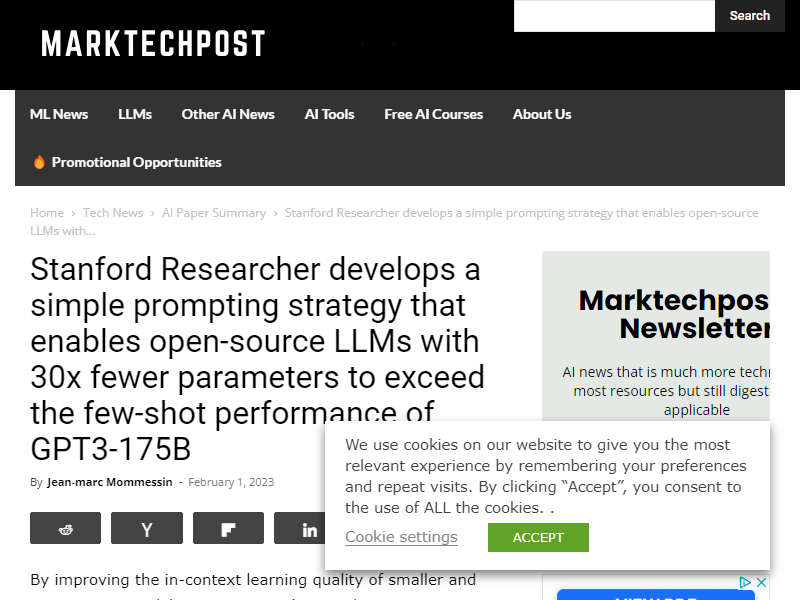 MARKTECHPOST
Search
ML News
LLMs
Other AI News
AI Tools
Free AI Courses
About Us
🔥 Promotional Opportunities
Home › Tech News › AI Paper Summary › Stanford Researcher develops a simple prompting strategy that enables open-source
LLMs with...
Stanford Researcher develops a
simple prompting strategy that
enables open-source LLMs with
30x fewer parameters to exceed
the few-shot performance of
GPT3-175B
By Jean-marc Mommessin - February 1, 2023
Y
in
By improving the in-context learning quality of smaller and
Marktechpos
Newsletter
AI news that is much more techn
most resources but still digest
applicable
We use cookies on our website to give you the most
relevant experience by remembering your preferences
and repeat visits. By clicking “Accept”, you consent to
the use of ALL the cookies. .
Cookie settings
ACCEPT